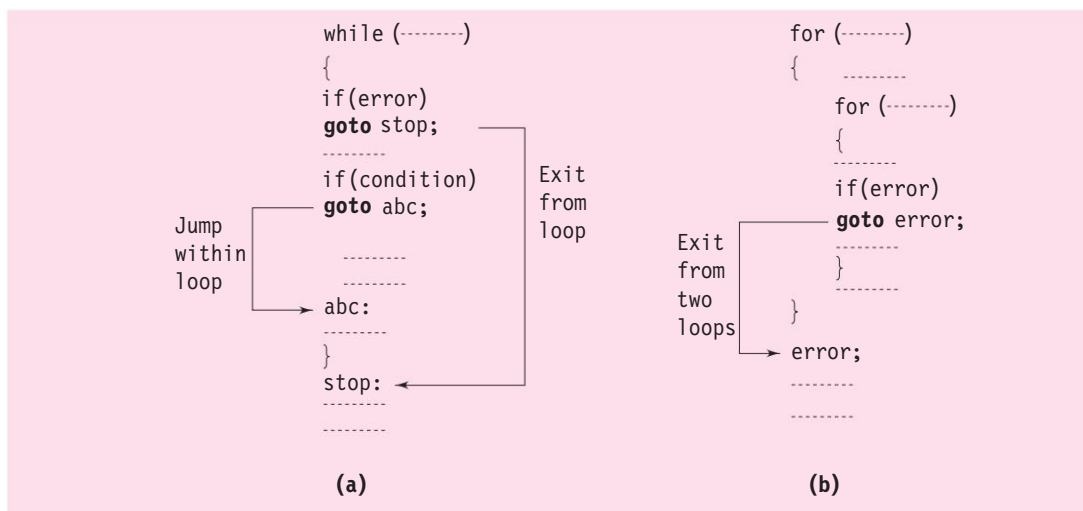 while (---------)
{
if(error)
goto stop;
---------
if(condition)
goto abc;
---------
---------
abc:
---------
}
stop:
---------
---------
Jump
within
loop
Exit
from
loop
(a)
for (---------)
{ ---------
for (---------)
{
---------
if(error)
goto error;
---------
}
---------
}
error;
---------
---------
Exit
from
two
loops
(b)